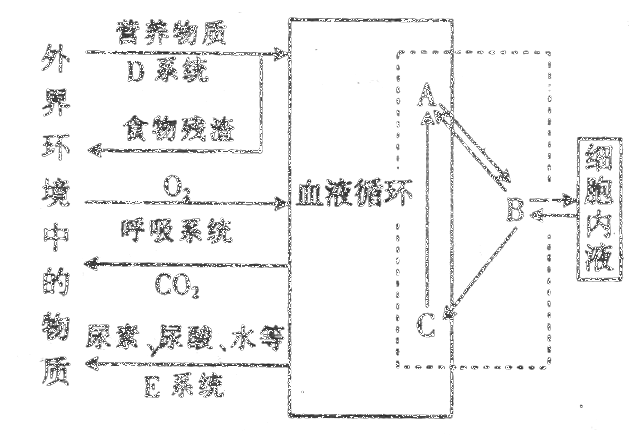 外界环境中的物质
营养物质
D 系统
食物残渣
O₂
呼吸系统
CO₂
尿素、尿酸、水等
E 系统
血液循环
A
B
C
细胞内液